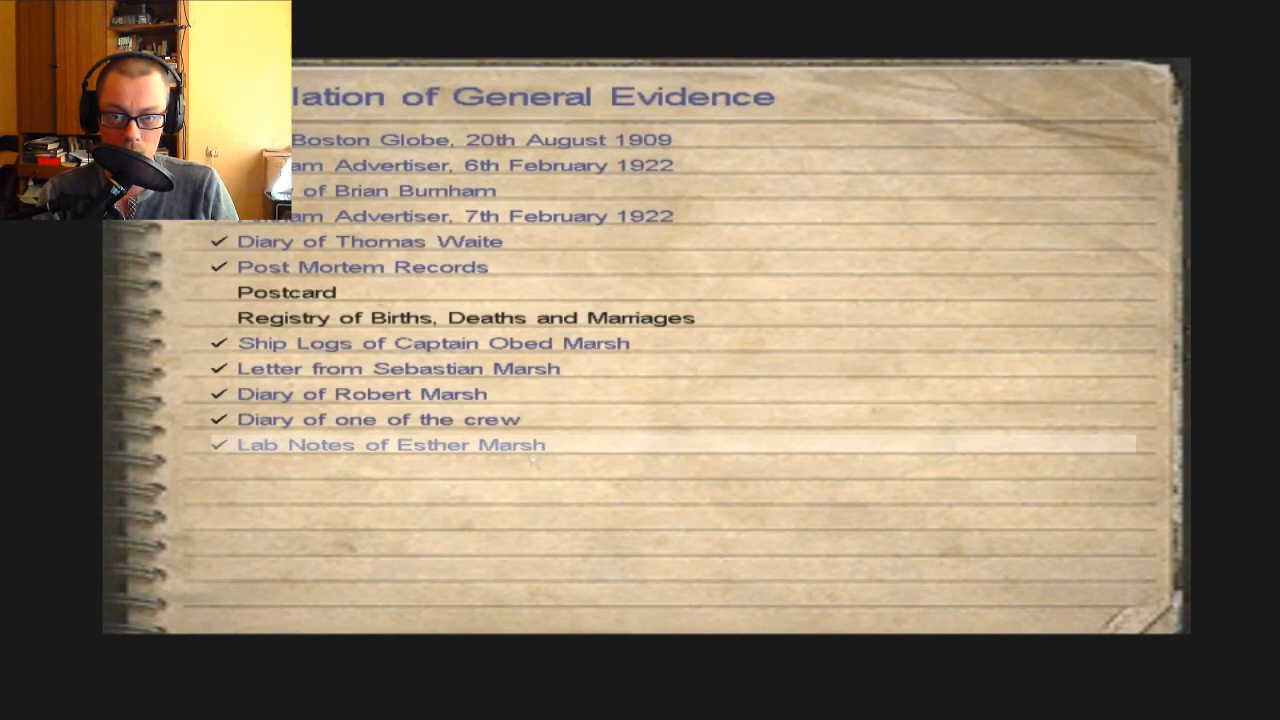 lation of General Evidence
Boston Globe, 20th August 1909
am Advertiser, 6th February 1922
of Brian Burnham
am Advertiser, 7th February 1922
✓ Diary of Thomas Waite
✓ Post Mortem Records
Postcard
Registry of Births, Deaths and Marriages
✓ Ship Logs of Captain Obed Marsh
✓ Letter from Sebastian Marsh
✓ Diary of Robert Marsh
✓ Diary of one of the crew
✓ Lab Notes of Esther Marsh